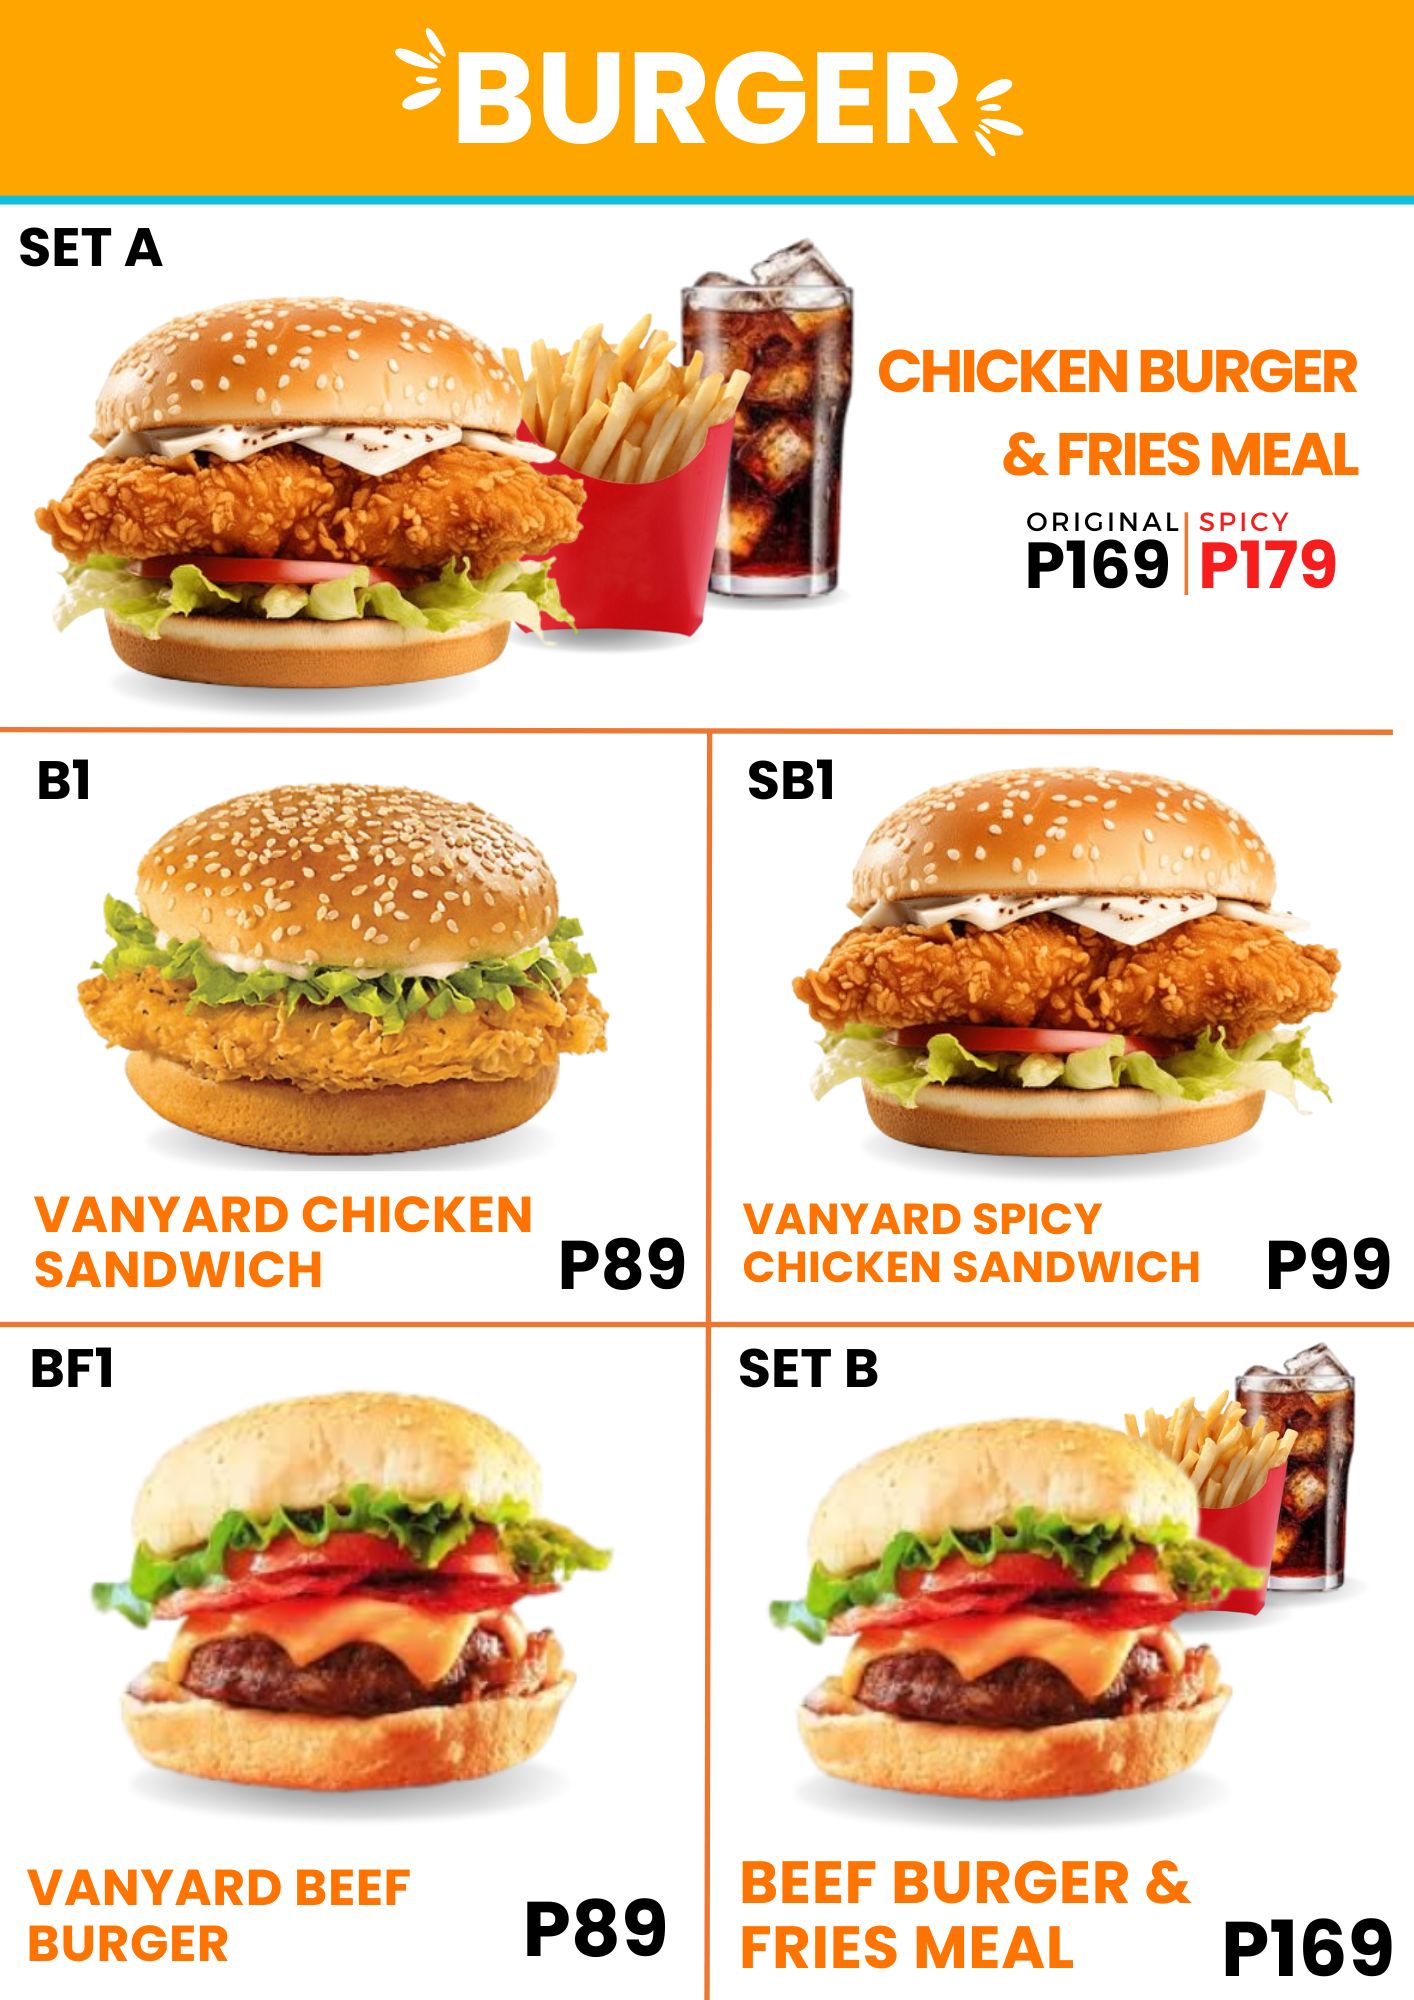 BURGER
SET A
CHICKEN BURGER
& FRIES MEAL
ORIGINAL SPICY
P169 P179
B1
VANYARD CHICKEN
SANDWICH
P89
SB1
VANYARD SPICY
CHICKEN SANDWICH
P99
BF1
VANYARD BEEF
BURGER
P89
SET B
BEEF BURGER &
FRIES MEAL
P169